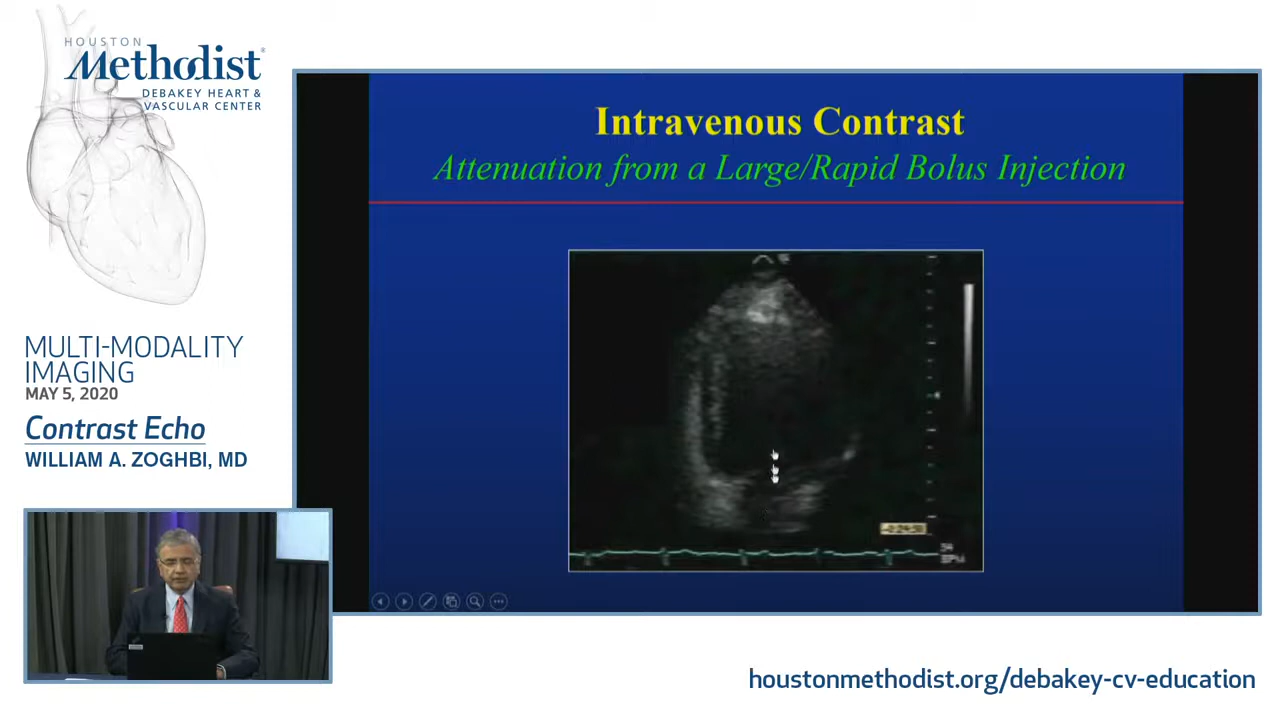 HOUSTON
Methodist
DEBAKEY HEART &
VASCULAR CENTER
MULTI-MODALITY
IMAGING
MAY 5, 2020
Contrast Echo
WILLIAM A. ZOGHBI, MD
Intravenous Contrast
Attenuation from a Large/Rapid Bolus Injection
BPM
houstonmethodist.org/debakey-cv-education